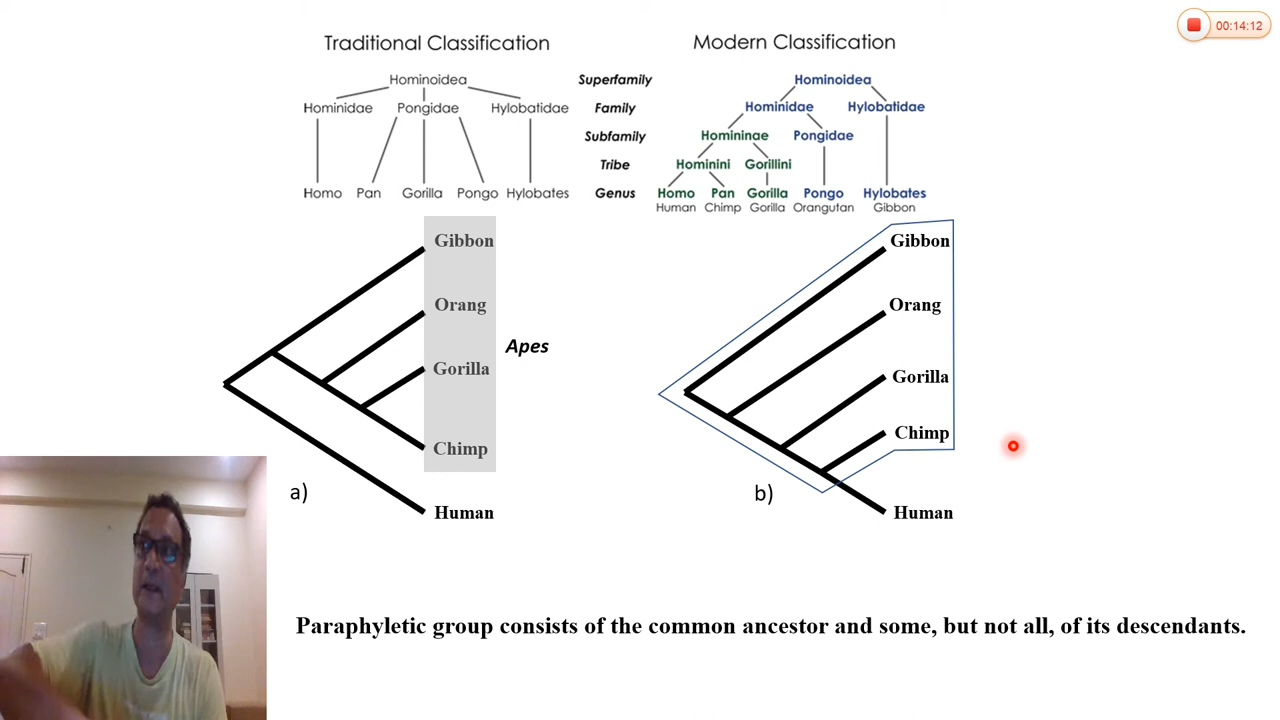 00:14:12
Traditional Classification
Hominoidea
Hominidae Pongidae Hylobatidae
Homo Pan Gorilla Pongo Hylobates
Superfamily
Family
Subfamily
Tribe
Genus
Modern Classification
Hominoidea
Hominidae Hylobatidae
Homininae Pongidae
Hominini Gorillini
Homo Pan Gorilla Pongo Hylobates
Human Chimp Gorilla Orangutan Gibbon
Gibbon
Orang
Apes
Gorilla
Chimp
a)
Human
Gibbon
Orang
Gorilla
Chimp
b)
Human
Paraphyletic group consists of the common ancestor and some, but not all, of its descendants.